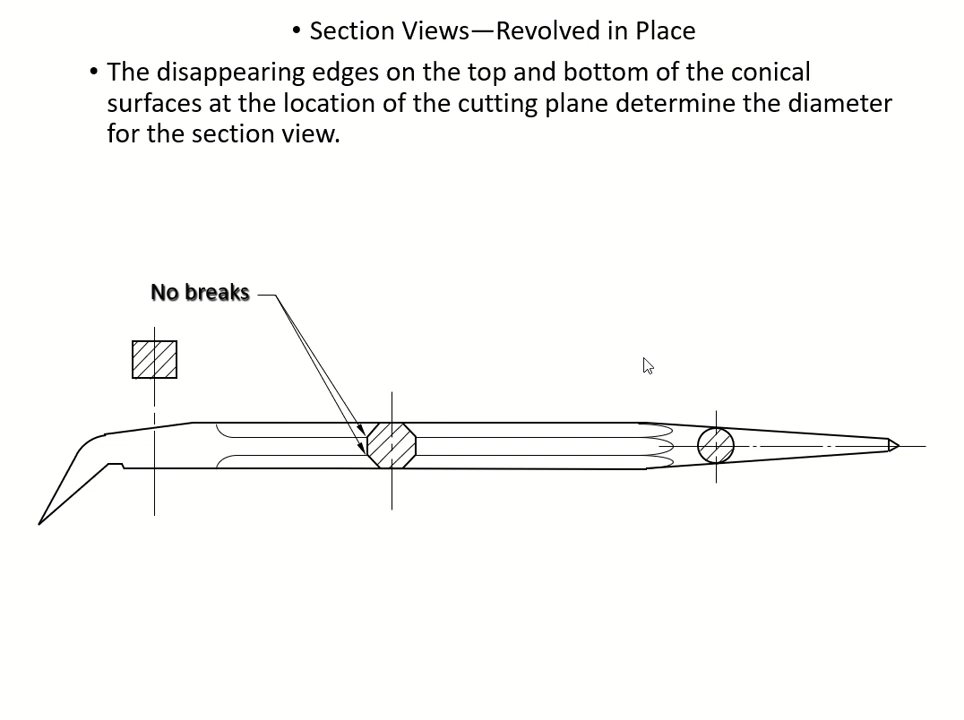 • Section Views—Revolved in Place
• The disappearing edges on the top and bottom of the conical
surfaces at the location of the cutting plane determine the diameter
for the section view.
No breaks